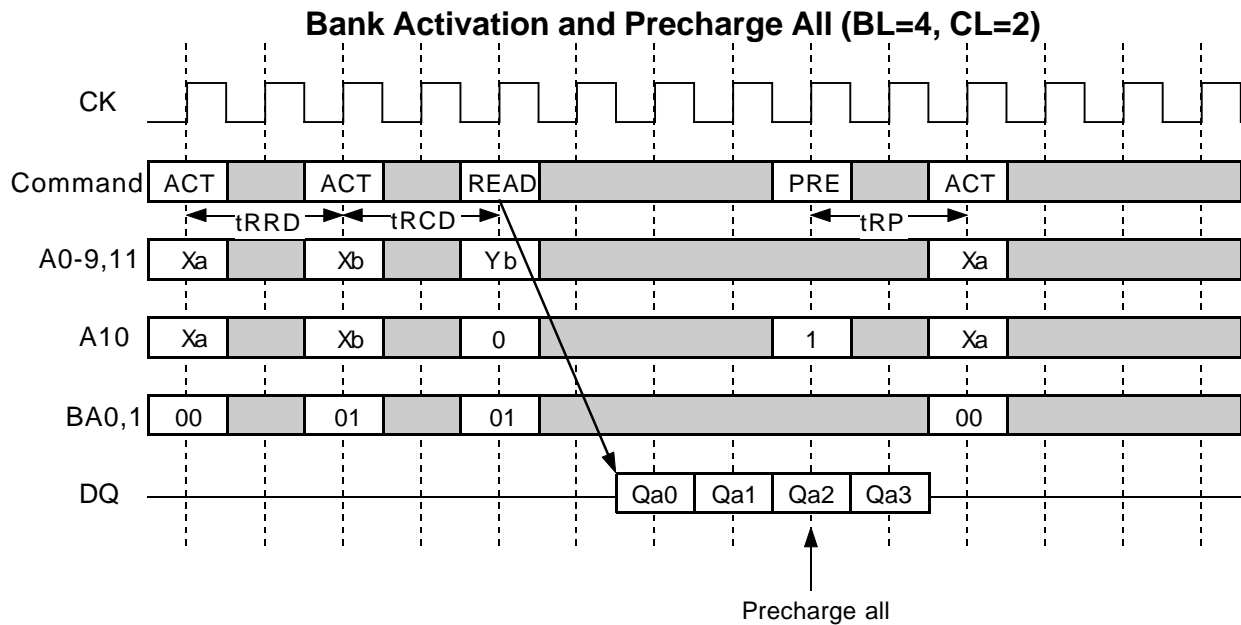 Bank Activation and Precharge All (BL=4, CL=2)
CK
Command ACT ACT READ PRE ACT
tRRD tRCD tRP
A0-9,11 Xa Xb Yb Xa
A10 Xa Xb 0 1 Xa
BA0,1 00 01 01 00
DQ Qa0 Qa1 Qa2 Qa3
Precharge all